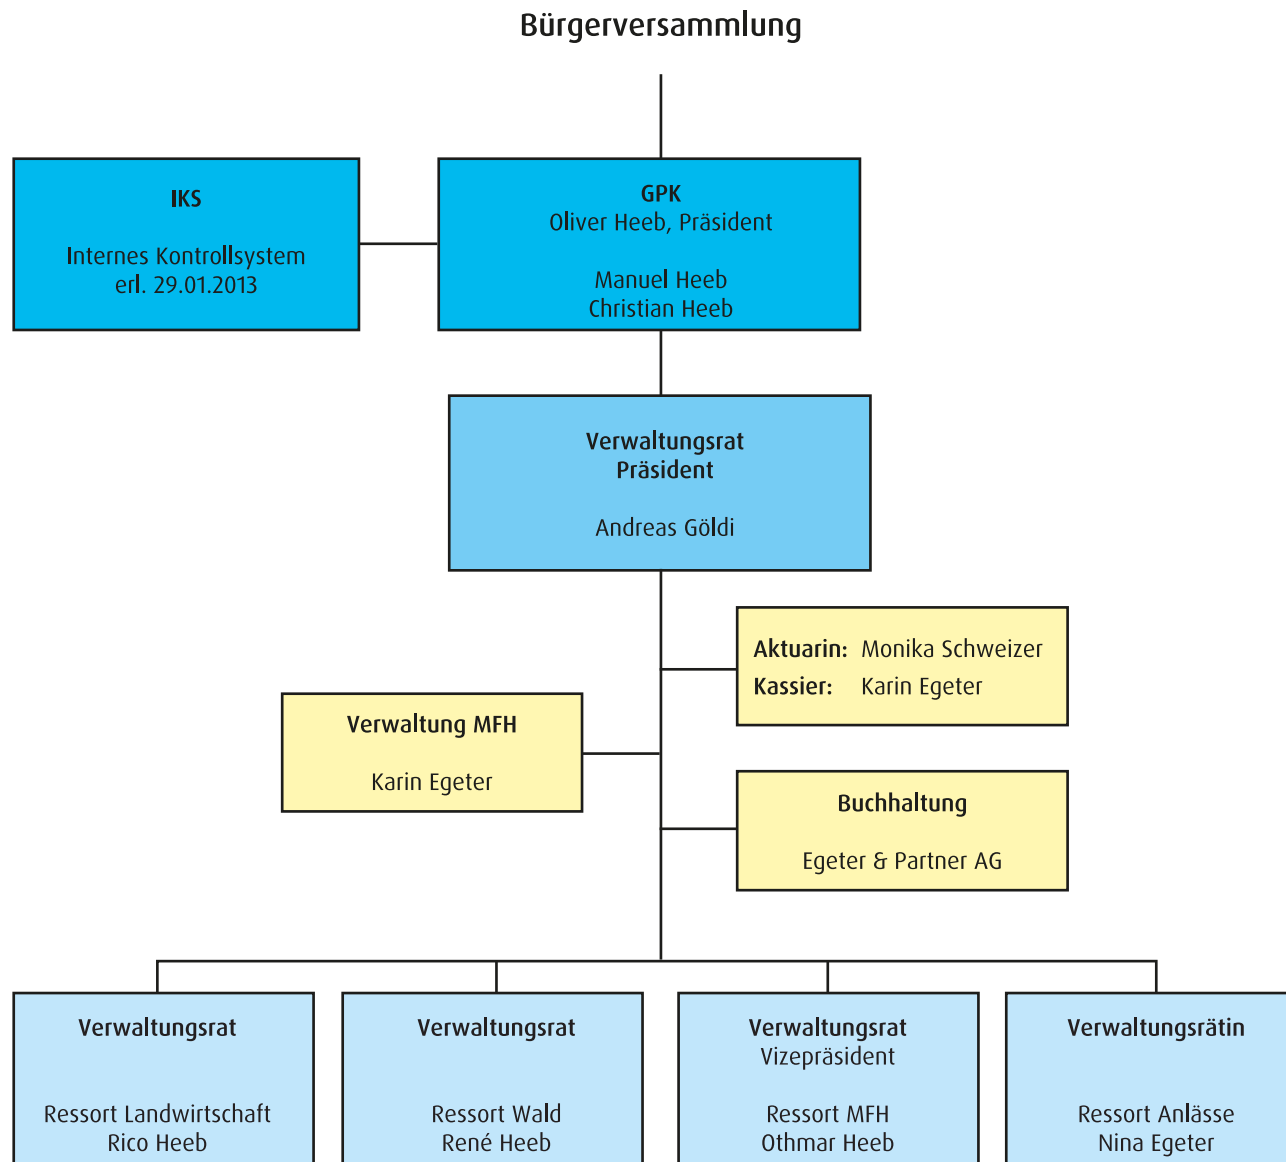 Bürgerversammlung
IKS
Internes Kontrollsystem
erl. 29.01.2013
GPK
Oliver Heeb, Präsident
Manuel Heeb
Christian Heeb
Verwaltungsrat
Präsident
Andreas Göldi
Aktuarin: Monika Schweizer
Kassier: Karin Egeter
Verwaltung MFH
Karin Egeter
Buchhaltung
Egeter & Partner AG
Verwaltungsrat
Ressort Landwirtschaft
Rico Heeb
Verwaltungsrat
Ressort Wald
René Heeb
Verwaltungsrat
Vizepräsident
Ressort MFH
Othmar Heeb
Verwaltungsrätin
Ressort Anlässe
Nina Egeter